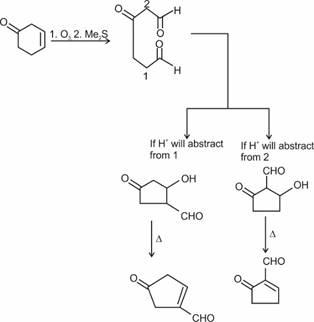 O
1. O₃ 2. Me₂S
2
O
H
O
O
H
1
If H⁺ will abstract
from 1
If H⁺ will abstract
from 2
O
OH
CHO
CHO
O
OH
Δ
Δ
O
CHO
CHO
O